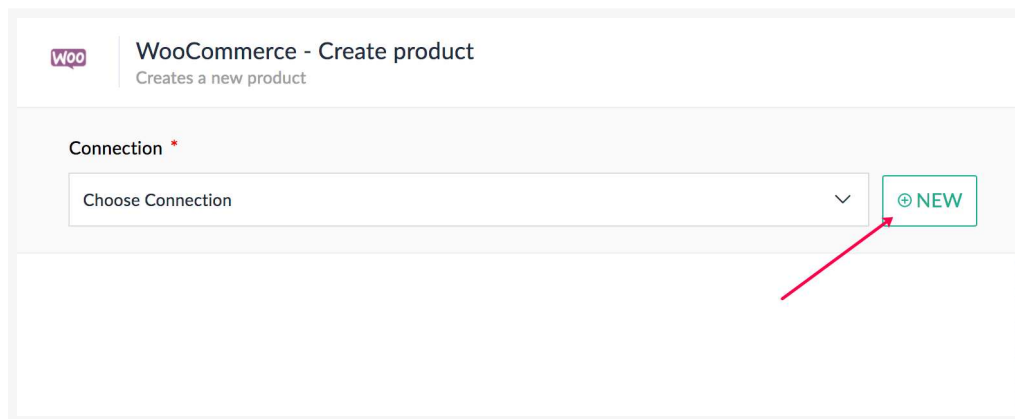 Woo
WooCommerce - Create product
Creates a new product
Connection *
Choose Connection
NEW